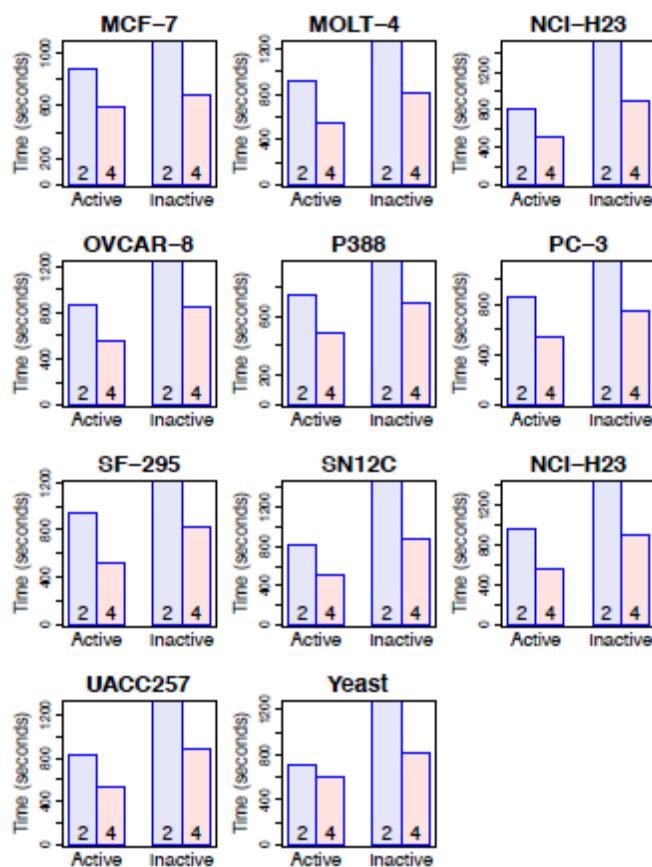 MCF-7 MOLT-4 NCI-H23
Time (seconds) 0 200 600 1000 2 4 2 4 Active Inactive
Time (seconds) 0 400 800 1200 2 4 2 4 Active Inactive
Time (seconds) 0 400 1200 2 4 2 4 Active Inactive
OVCAR-8 P388 PC-3
Time (seconds) 0 400 800 1200 2 4 2 4 Active Inactive
Time (seconds) 0 200 600 2 4 2 4 Active Inactive
Time (seconds) 0 400 800 2 4 2 4 Active Inactive
SF-295 SN12C NCI-H23
Time (seconds) 0 400 800 1200 2 4 2 4 Active Inactive
Time (seconds) 0 400 800 1200 2 4 2 4 Active Inactive
Time (seconds) 0 400 1200 2 4 2 4 Active Inactive
UACC257 Yeast
Time (seconds) 0 400 800 1200 2 4 2 4 Active Inactive
Time (seconds) 0 400 800 1200 2 4 2 4 Active Inactive